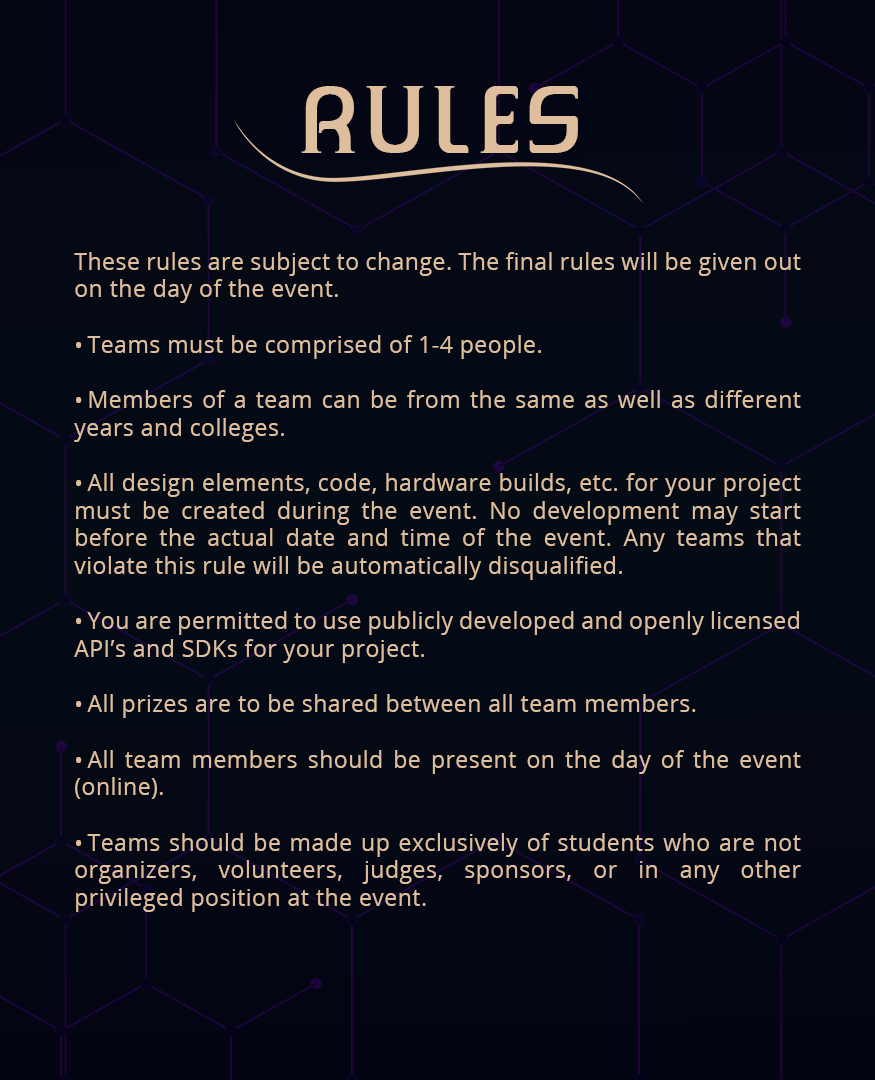 RULES
These rules are subject to change. The final rules will be given out
on the day of the event.
• Teams must be comprised of 1-4 people.
• Members of a team can be from the same as well as different
years and colleges.
• All design elements, code, hardware builds, etc. for your project
must be created during the event. No development may start
before the actual date and time of the event. Any teams that
violate this rule will be automatically disqualified.
• You are permitted to use publicly developed and openly licensed
API’s and SDKs for your project.
• All prizes are to be shared between all team members.
• All team members should be present on the day of the event
(online).
• Teams should be made up exclusively of students who are not
organizers, volunteers, judges, sponsors, or in any other
privileged position at the event.